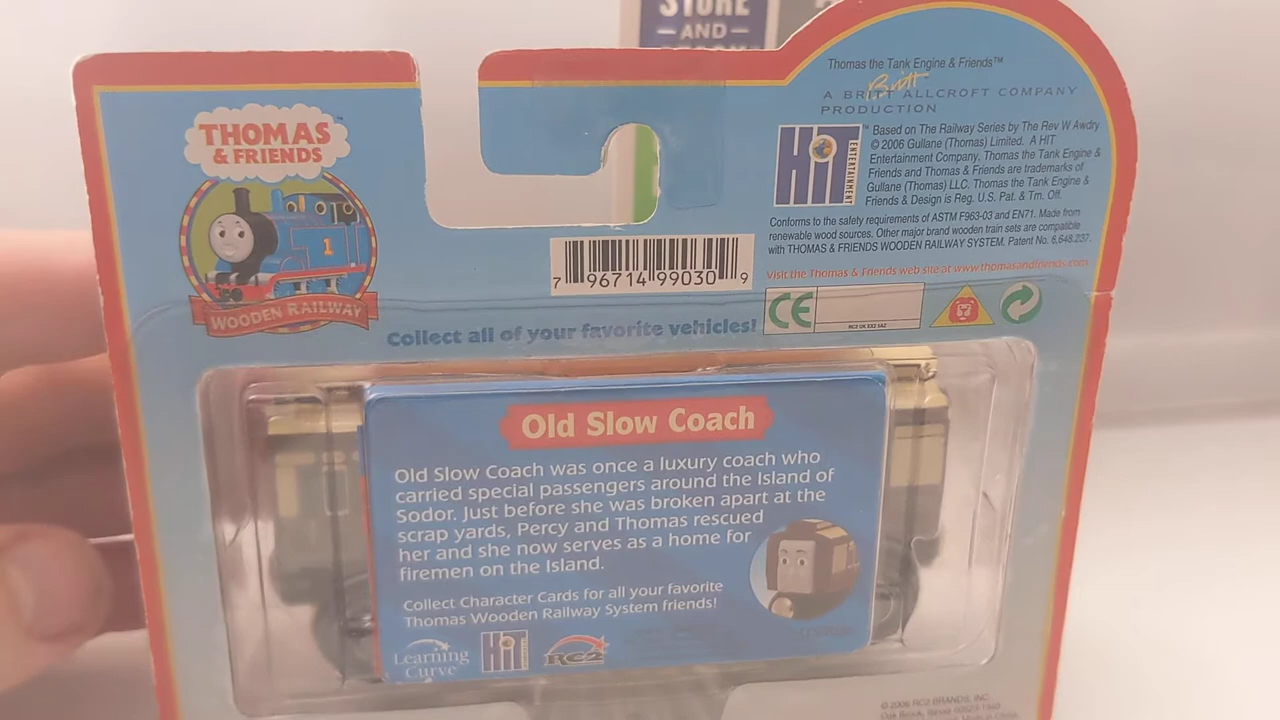 STORE
— AND —
THOMAS
& FRIENDS™
1
WOODEN RAILWAY
Thomas the Tank Engine & Friends™
Britt
A BRITT ALLCROFT COMPANY
PRODUCTION
HiT
ENTERTAINMENT
™
Based on The Railway Series by The Rev W Awdry
© 2006 Gullane (Thomas) Limited. A HIT
Entertainment Company. Thomas the Tank Engine &
Friends and Thomas & Friends are trademarks of
Gullane (Thomas) LLC. Thomas the Tank Engine &
Friends & Design is Reg. U.S. Pat. & Tm. Off.
Conforms to the safety requirements of ASTM F963-03 and EN71. Made from
renewable wood sources. Other major brand wooden train sets are compatible
with THOMAS & FRIENDS WOODEN RAILWAY SYSTEM. Patent No. 6,648,237.
Visit the Thomas & Friends web site at www.thomasandfriends.com
7 96714 99030 9
CE
RC2 UK EX2 5AZ
Collect all of your favorite vehicles!
Old Slow Coach
Old Slow Coach was once a luxury coach who
carried special passengers around the Island of
Sodor. Just before she was broken apart at the
scrap yards, Percy and Thomas rescued
her and she now serves as a home for
firemen on the Island.
Collect Character Cards for all your favorite
Thomas Wooden Railway System friends!
Learning
Curve
HiT
RC2
© 2006 RC2 BRANDS, INC.